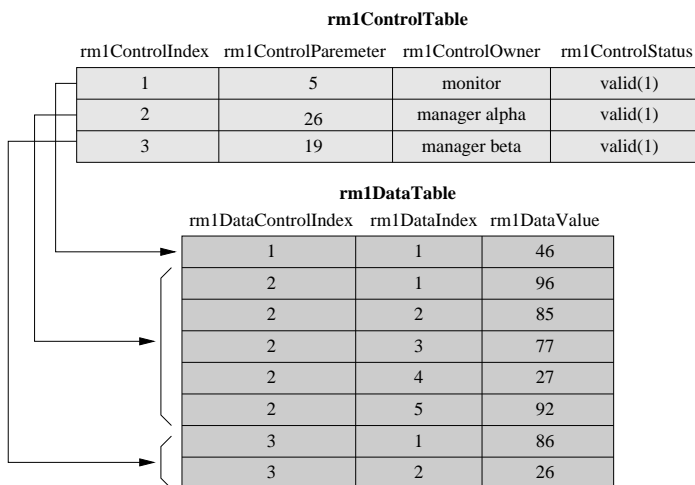 rm1ControlTable
rm1ControlIndex rm1ControlParemeter rm1ControlOwner rm1ControlStatus
1 5 monitor valid(1)
2 26 manager alpha valid(1)
3 19 manager beta valid(1)
rm1DataTable
rm1DataControlIndex rm1DataIndex rm1DataValue
1 1 46
2 1 96
2 2 85
2 3 77
2 4 27
2 5 92
3 1 86
3 2 26